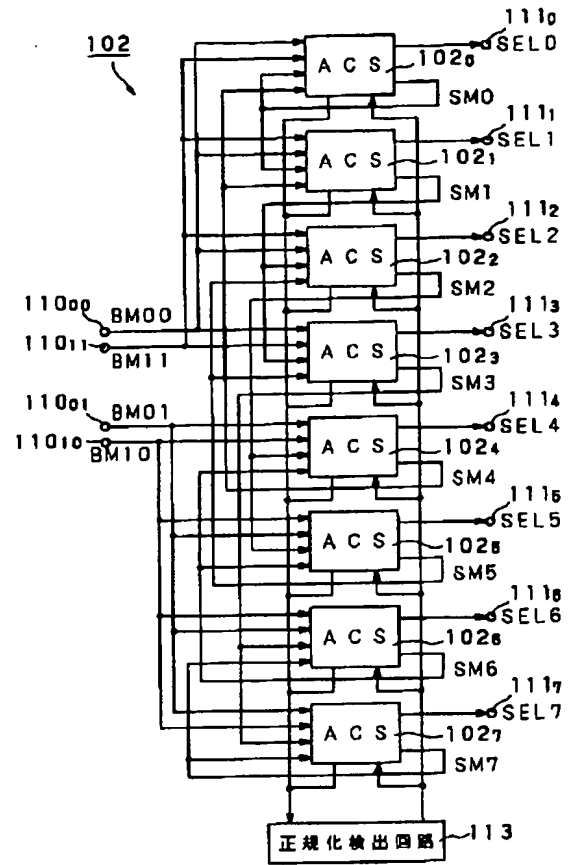 102
111₀
SEL0
ACS
102₀
SM0
111₁
SEL1
ACS
102₁
SM1
111₂
SEL2
ACS
102₂
SM2
110₀₀
BM00
110₁₁
BM11
111₃
SEL3
ACS
102₃
SM3
110₀₁
BM01
110₁₀
BM10
111₄
SEL4
ACS
102₄
SM4
111₅
SEL5
ACS
102₅
SM5
111₆
SEL6
ACS
102₆
SM6
111₇
SEL7
ACS
102₇
SM7
正規化検出回路
113